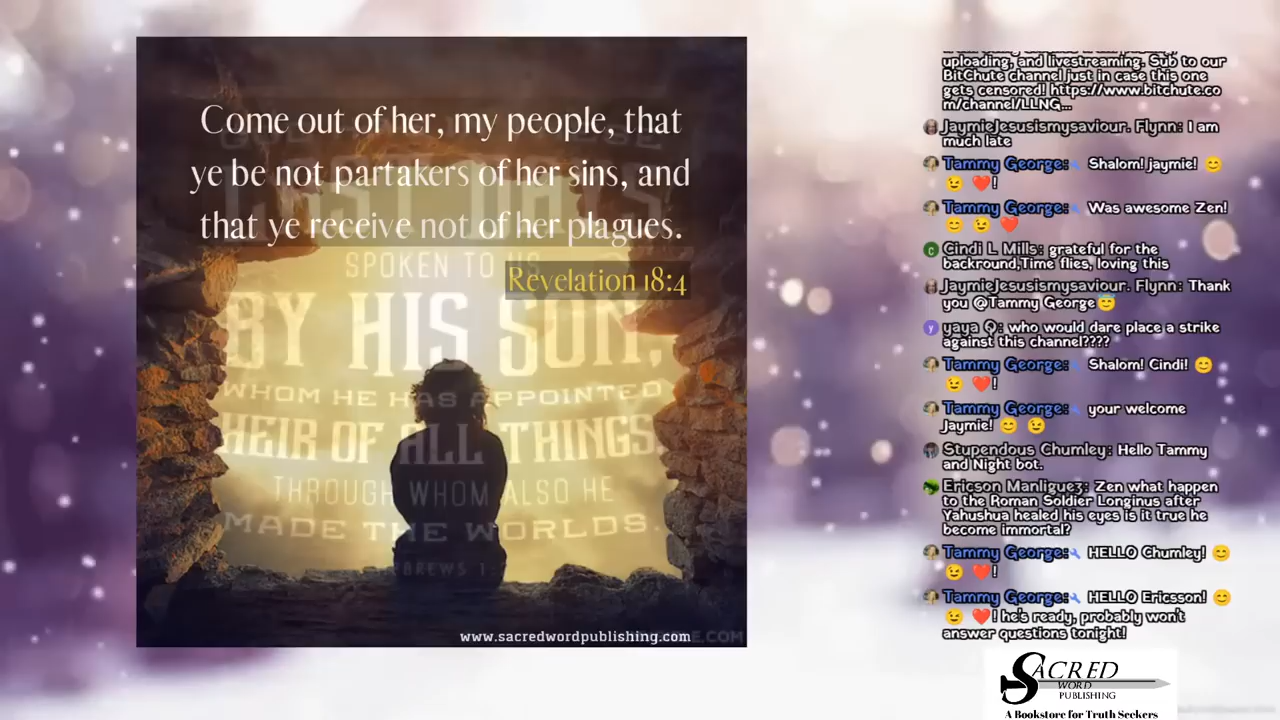 Come out of her, my people, that
ye be not partakers of her sins, and
that ye receive not of her plagues.
Revelation 18:4
LAST DAYS
SPOKEN TO US
BY HIS SON,
WHOM HE HAS APPOINTED
HEIR OF ALL THINGS,
THROUGH WHOM ALSO HE
MADE THE WORLDS.
HEBREWS 1
www.sacredwordpublishing.com
uploading, and livestreaming. Sub to our
BitChute channel just in case this one
gets censored! https://www.bitchute.co
m/channel/LLNG...
JaymieJesusismysaviour. Flynn: I am
much late
Tammy George: Shalom! jaymie! 😊
😉 ❤️!
Tammy George: Was awesome Zen!
😊 😉 ❤️
Cindi L Mills: grateful for the
backround,Time flies, loving this
JaymieJesusismysaviour. Flynn: Thank
you @Tammy George😇
yaya Q: who would dare place a strike
against this channel????
Tammy George: Shalom! Cindi! 😊
😉 ❤️!
Tammy George: your welcome
Jaymie! 😊 😉
Stupendous Chumley: Hello Tammy
and Night bot.
Ericson Manliguez: Zen what happen
to the Roman Soldier Longinus after
Yahushua healed his eyes is it true he
become immortal?
Tammy George: HELLO Chumley! 😊
😉 ❤️!
Tammy George: HELLO Ericsson! 😊
😉 ❤️! he's ready, probably won't
answer questions tonight!
SACRED
WORD
PUBLISHING
A Bookstore for Truth Seekers